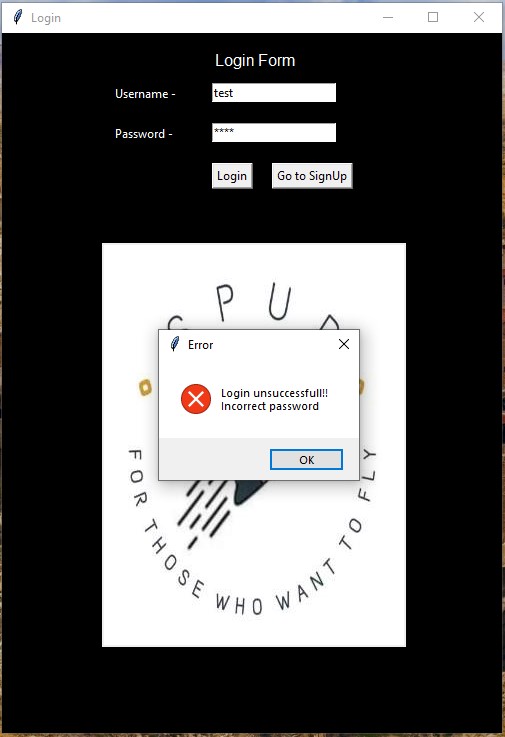 Login
Login Form
Username -
test
Password -
****
Login
Go to SignUp
SPUD
Error
Login unsuccessfull!!
Incorrect password
OK
FOR THOSE WHO WANT TO FLY